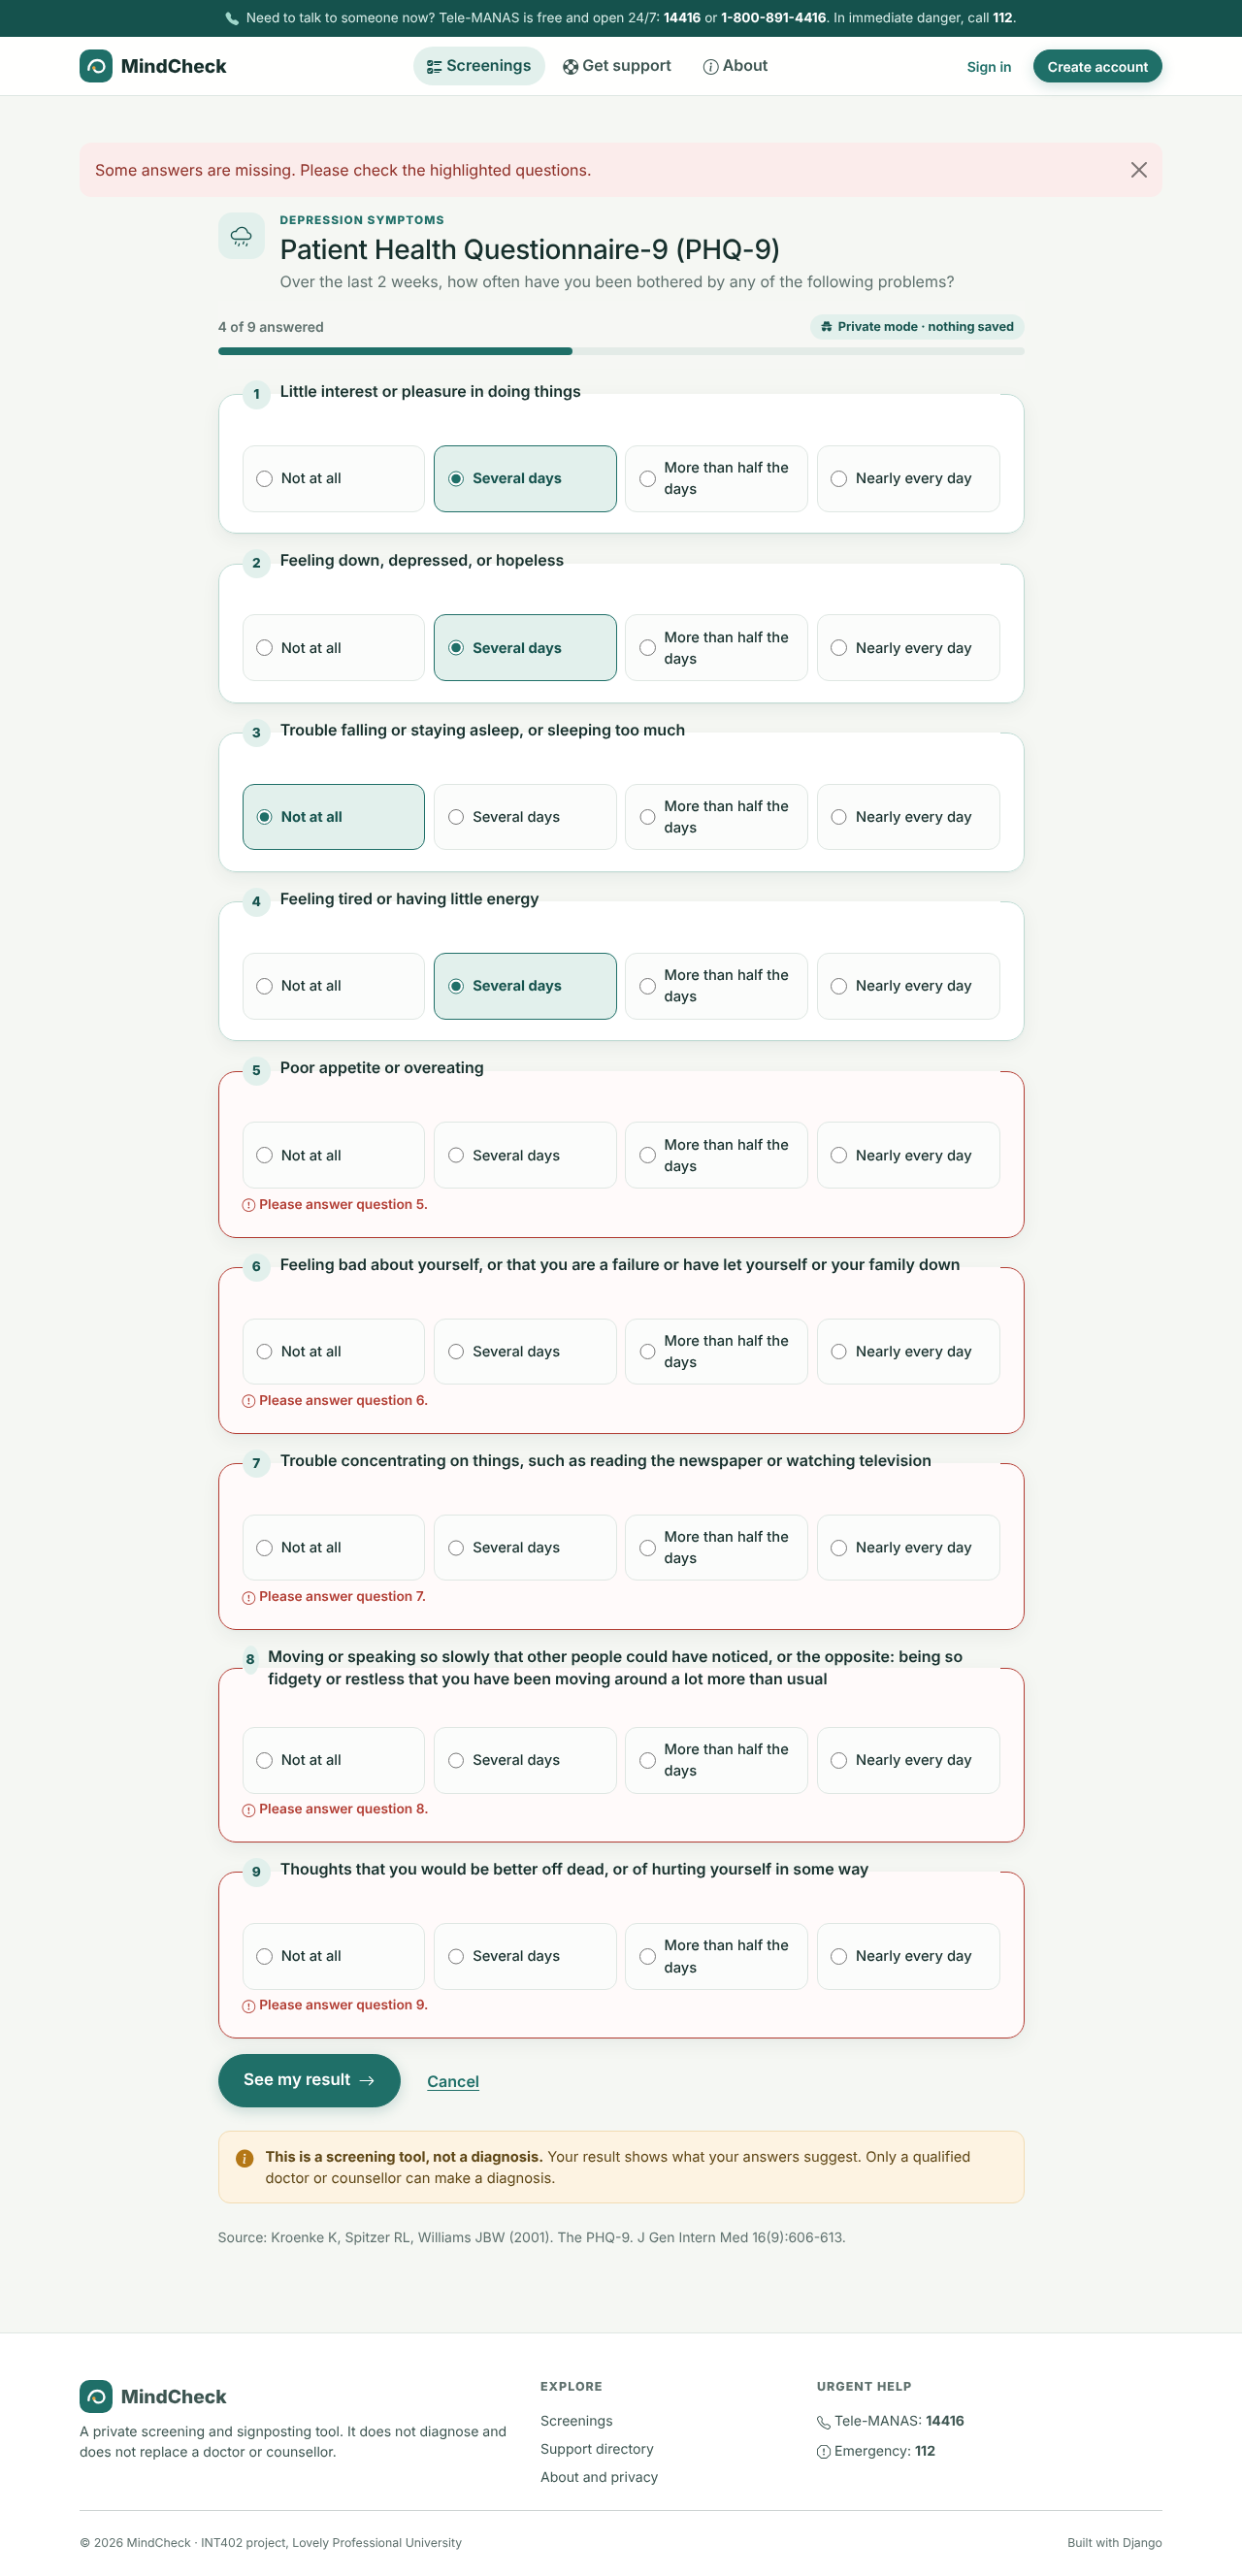 Need to talk to someone now? Tele-MANAS is free and open 24/7: 14416 or 1-800-891-4416. In immediate danger, call 112.
MindCheck
Screenings
Get support
About
Sign in
Create account
Some answers are missing. Please check the highlighted questions.
DEPRESSION SYMPTOMS
Patient Health Questionnaire-9 (PHQ-9)
Over the last 2 weeks, how often have you been bothered by any of the following problems?
4 of 9 answered
Private mode · nothing saved
1 Little interest or pleasure in doing things
Not at all
Several days
More than half the
days
Nearly every day
2 Feeling down, depressed, or hopeless
Not at all
Several days
More than half the
days
Nearly every day
3 Trouble falling or staying asleep, or sleeping too much
Not at all
Several days
More than half the
days
Nearly every day
4 Feeling tired or having little energy
Not at all
Several days
More than half the
days
Nearly every day
5 Poor appetite or overeating
Not at all
Several days
More than half the
days
Nearly every day
Please answer question 5.
6 Feeling bad about yourself, or that you are a failure or have let yourself or your family down
Not at all
Several days
More than half the
days
Nearly every day
Please answer question 6.
7 Trouble concentrating on things, such as reading the newspaper or watching television
Not at all
Several days
More than half the
days
Nearly every day
Please answer question 7.
8 Moving or speaking so slowly that other people could have noticed, or the opposite: being so
fidgety or restless that you have been moving around a lot more than usual
Not at all
Several days
More than half the
days
Nearly every day
Please answer question 8.
9 Thoughts that you would be better off dead, or of hurting yourself in some way
Not at all
Several days
More than half the
days
Nearly every day
Please answer question 9.
See my result →
Cancel
This is a screening tool, not a diagnosis. Your result shows what your answers suggest. Only a qualified
doctor or counsellor can make a diagnosis.
Source: Kroenke K, Spitzer RL, Williams JBW (2001). The PHQ-9. J Gen Intern Med 16(9):606-613.
MindCheck
A private screening and signposting tool. It does not diagnose and
does not replace a doctor or counsellor.
EXPLORE
Screenings
Support directory
About and privacy
URGENT HELP
Tele-MANAS: 14416
Emergency: 112
© 2026 MindCheck · INT402 project, Lovely Professional University
Built with Django